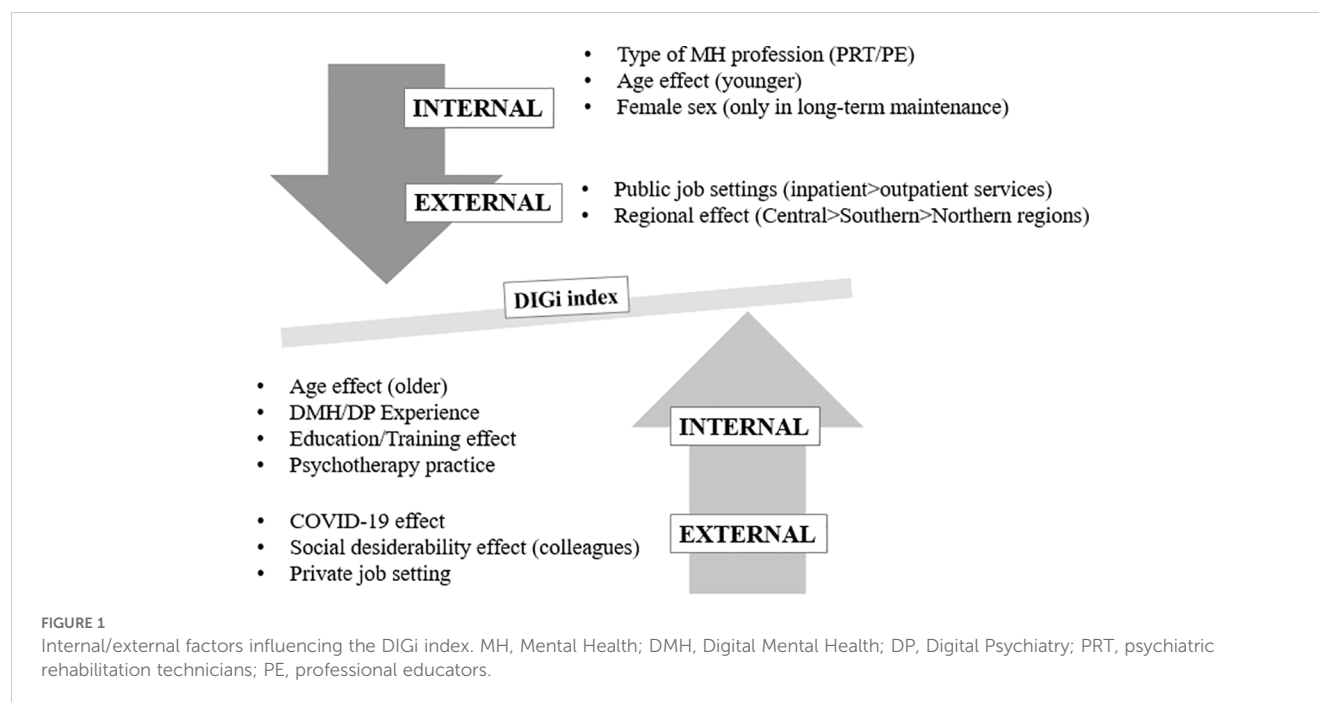 INTERNAL
• Type of MH profession (PRT/PE)
• Age effect (younger)
• Female sex (only in long-term maintenance)
EXTERNAL
• Public job settings (inpatient>outpatient services)
• Regional effect (Central>Southern>Northern regions)
DIGi index
• Age effect (older)
• DMH/DP Experience
• Education/Training effect
• Psychotherapy practice
INTERNAL
• COVID-19 effect
• Social desiderability effect (colleagues)
• Private job setting
EXTERNAL
FIGURE 1
Internal/external factors influencing the DIGi index. MH, Mental Health; DMH, Digital Mental Health; DP, Digital Psychiatry; PRT, psychiatric
rehabilitation technicians; PE, professional educators.